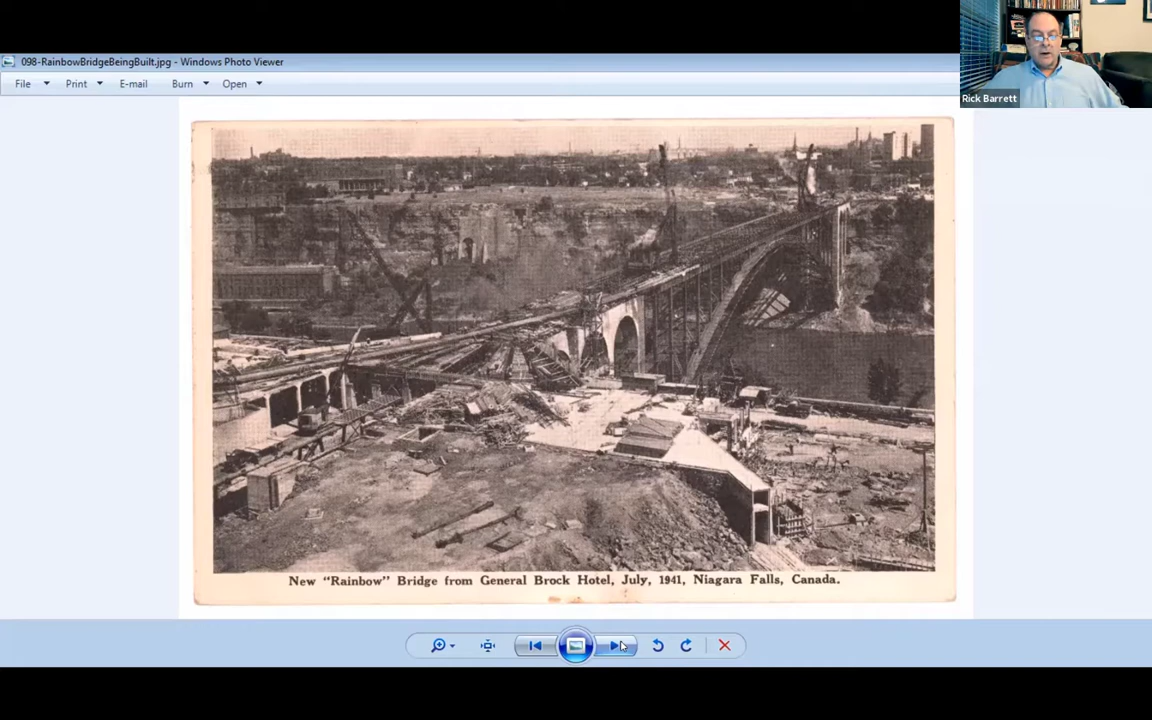 098-RainbowBridgeBeingBuilt.jpg - Windows Photo Viewer
File Print E-mail Burn Open
Rick Barrett
New "Rainbow" Bridge from General Brock Hotel, July, 1941, Niagara Falls, Canada.